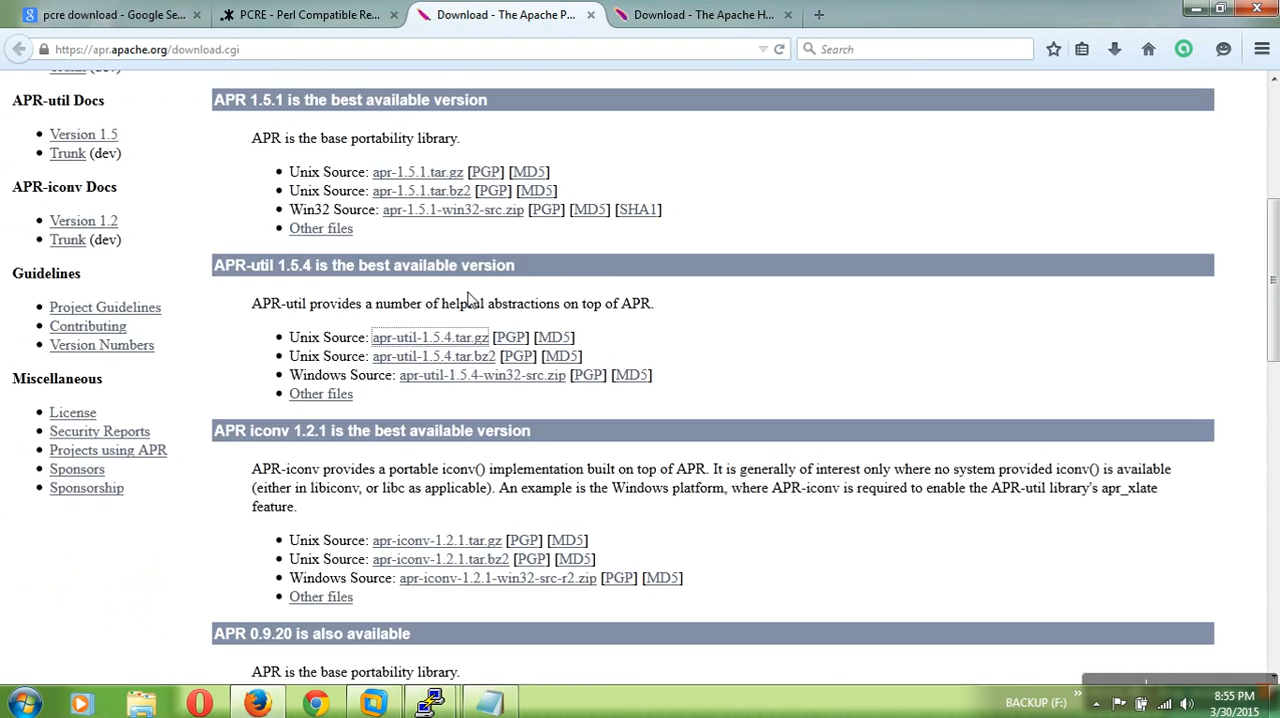 pcre download - Google Se...
PCRE - Perl Compatible Re...
Download - The Apache P...
Download - The Apache H...
https://apr.apache.org/download.cgi
Search
Trunk (dev)
APR-util Docs
Version 1.5
Trunk (dev)
APR-iconv Docs
Version 1.2
Trunk (dev)
Guidelines
Project Guidelines
Contributing
Version Numbers
Miscellaneous
License
Security Reports
Projects using APR
Sponsors
Sponsorship
APR 1.5.1 is the best available version
APR is the base portability library.
Unix Source: apr-1.5.1.tar.gz [PGP] [MD5]
Unix Source: apr-1.5.1.tar.bz2 [PGP] [MD5]
Win32 Source: apr-1.5.1-win32-src.zip [PGP] [MD5] [SHA1]
Other files
APR-util 1.5.4 is the best available version
APR-util provides a number of helpful abstractions on top of APR.
Unix Source: apr-util-1.5.4.tar.gz [PGP] [MD5]
Unix Source: apr-util-1.5.4.tar.bz2 [PGP] [MD5]
Windows Source: apr-util-1.5.4-win32-src.zip [PGP] [MD5]
Other files
APR iconv 1.2.1 is the best available version
APR-iconv provides a portable iconv() implementation built on top of APR. It is generally of interest only where no system provided iconv() is available
(either in libiconv, or libc as applicable). An example is the Windows platform, where APR-iconv is required to enable the APR-util library's apr_xlate
feature.
Unix Source: apr-iconv-1.2.1.tar.gz [PGP] [MD5]
Unix Source: apr-iconv-1.2.1.tar.bz2 [PGP] [MD5]
Windows Source: apr-iconv-1.2.1-win32-src-r2.zip [PGP] [MD5]
Other files
APR 0.9.20 is also available
APR is the base portability library.
BACKUP (F:)
8:55 PM
3/30/2015